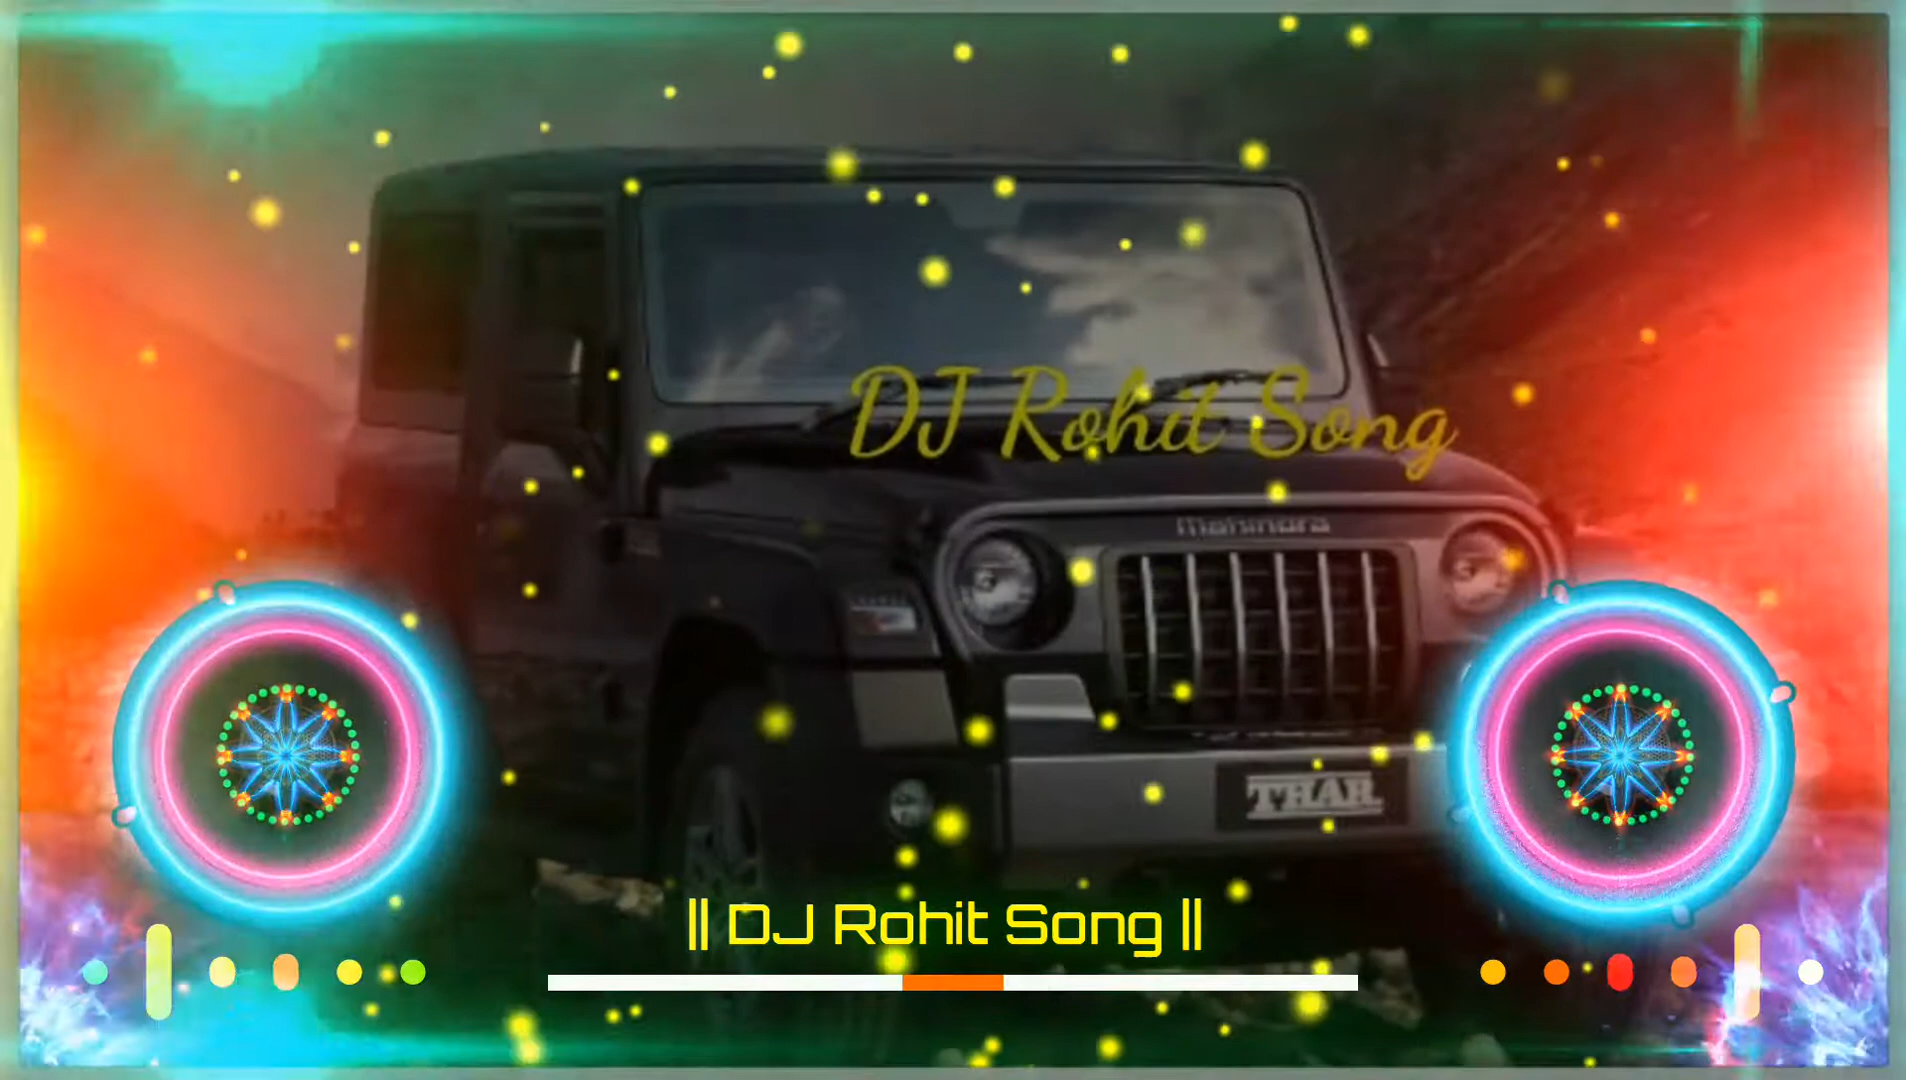 DJ Rohit Song
mahindra
THAR
|| DJ Rohit Song ||